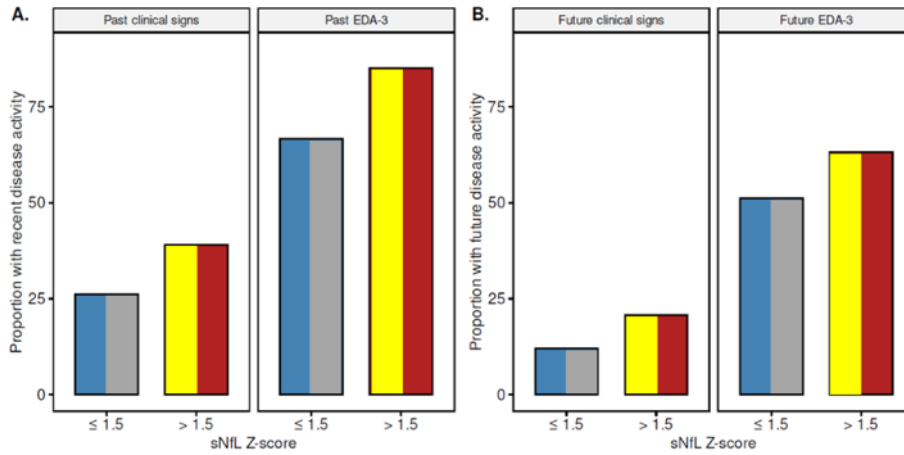 A.
Past clinical signs
Past EDA-3
Proportion with recent disease activity
75
50
25
0
≤ 1.5
> 1.5
≤ 1.5
> 1.5
sNfL Z-score
B.
Future clinical signs
Future EDA-3
Proportion with future disease activity
75
50
25
0
≤ 1.5
> 1.5
≤ 1.5
> 1.5
sNfL Z-score